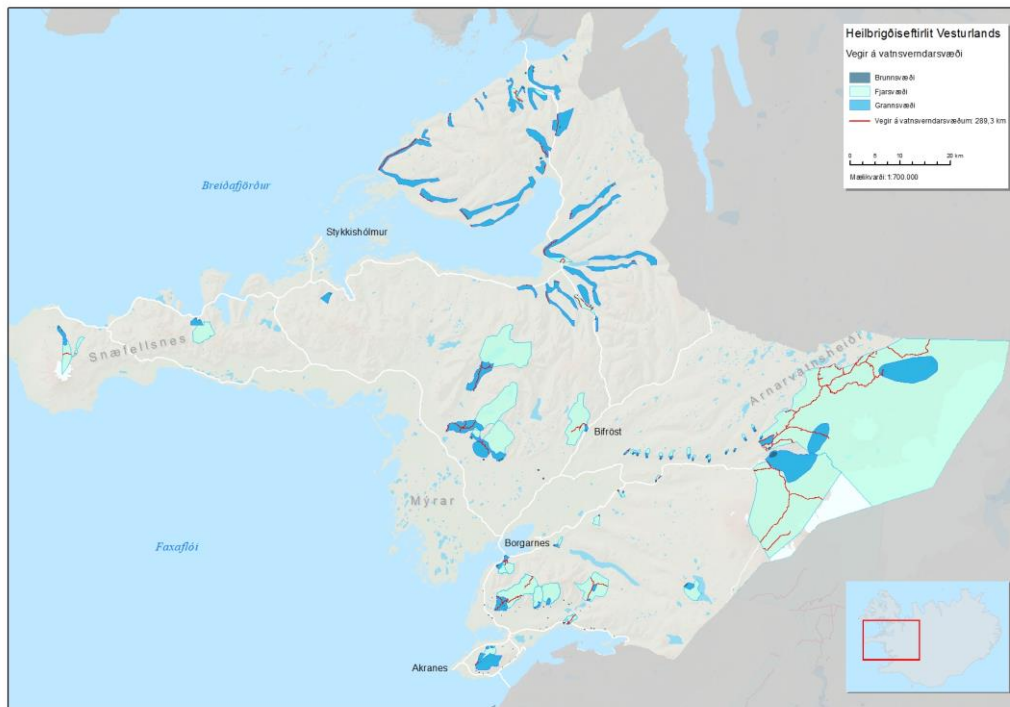 Heilbrigðiseftirlit Vesturlands
Vegir á vatnsverndarsvæði
Brunnsvæði
Fjarsvæði
Grannsvæði
Vegir á vatnsverndarsvæðum: 289,3 km
0 5 10 20 km
Mælikvarði: 1:700.000
Breiðafjörður
Stykkishólmur
Snæfellsnes
Arnarvatnsheiði
Bifröst
Mýrar
Borgarnes
Faxaflói
Akranes